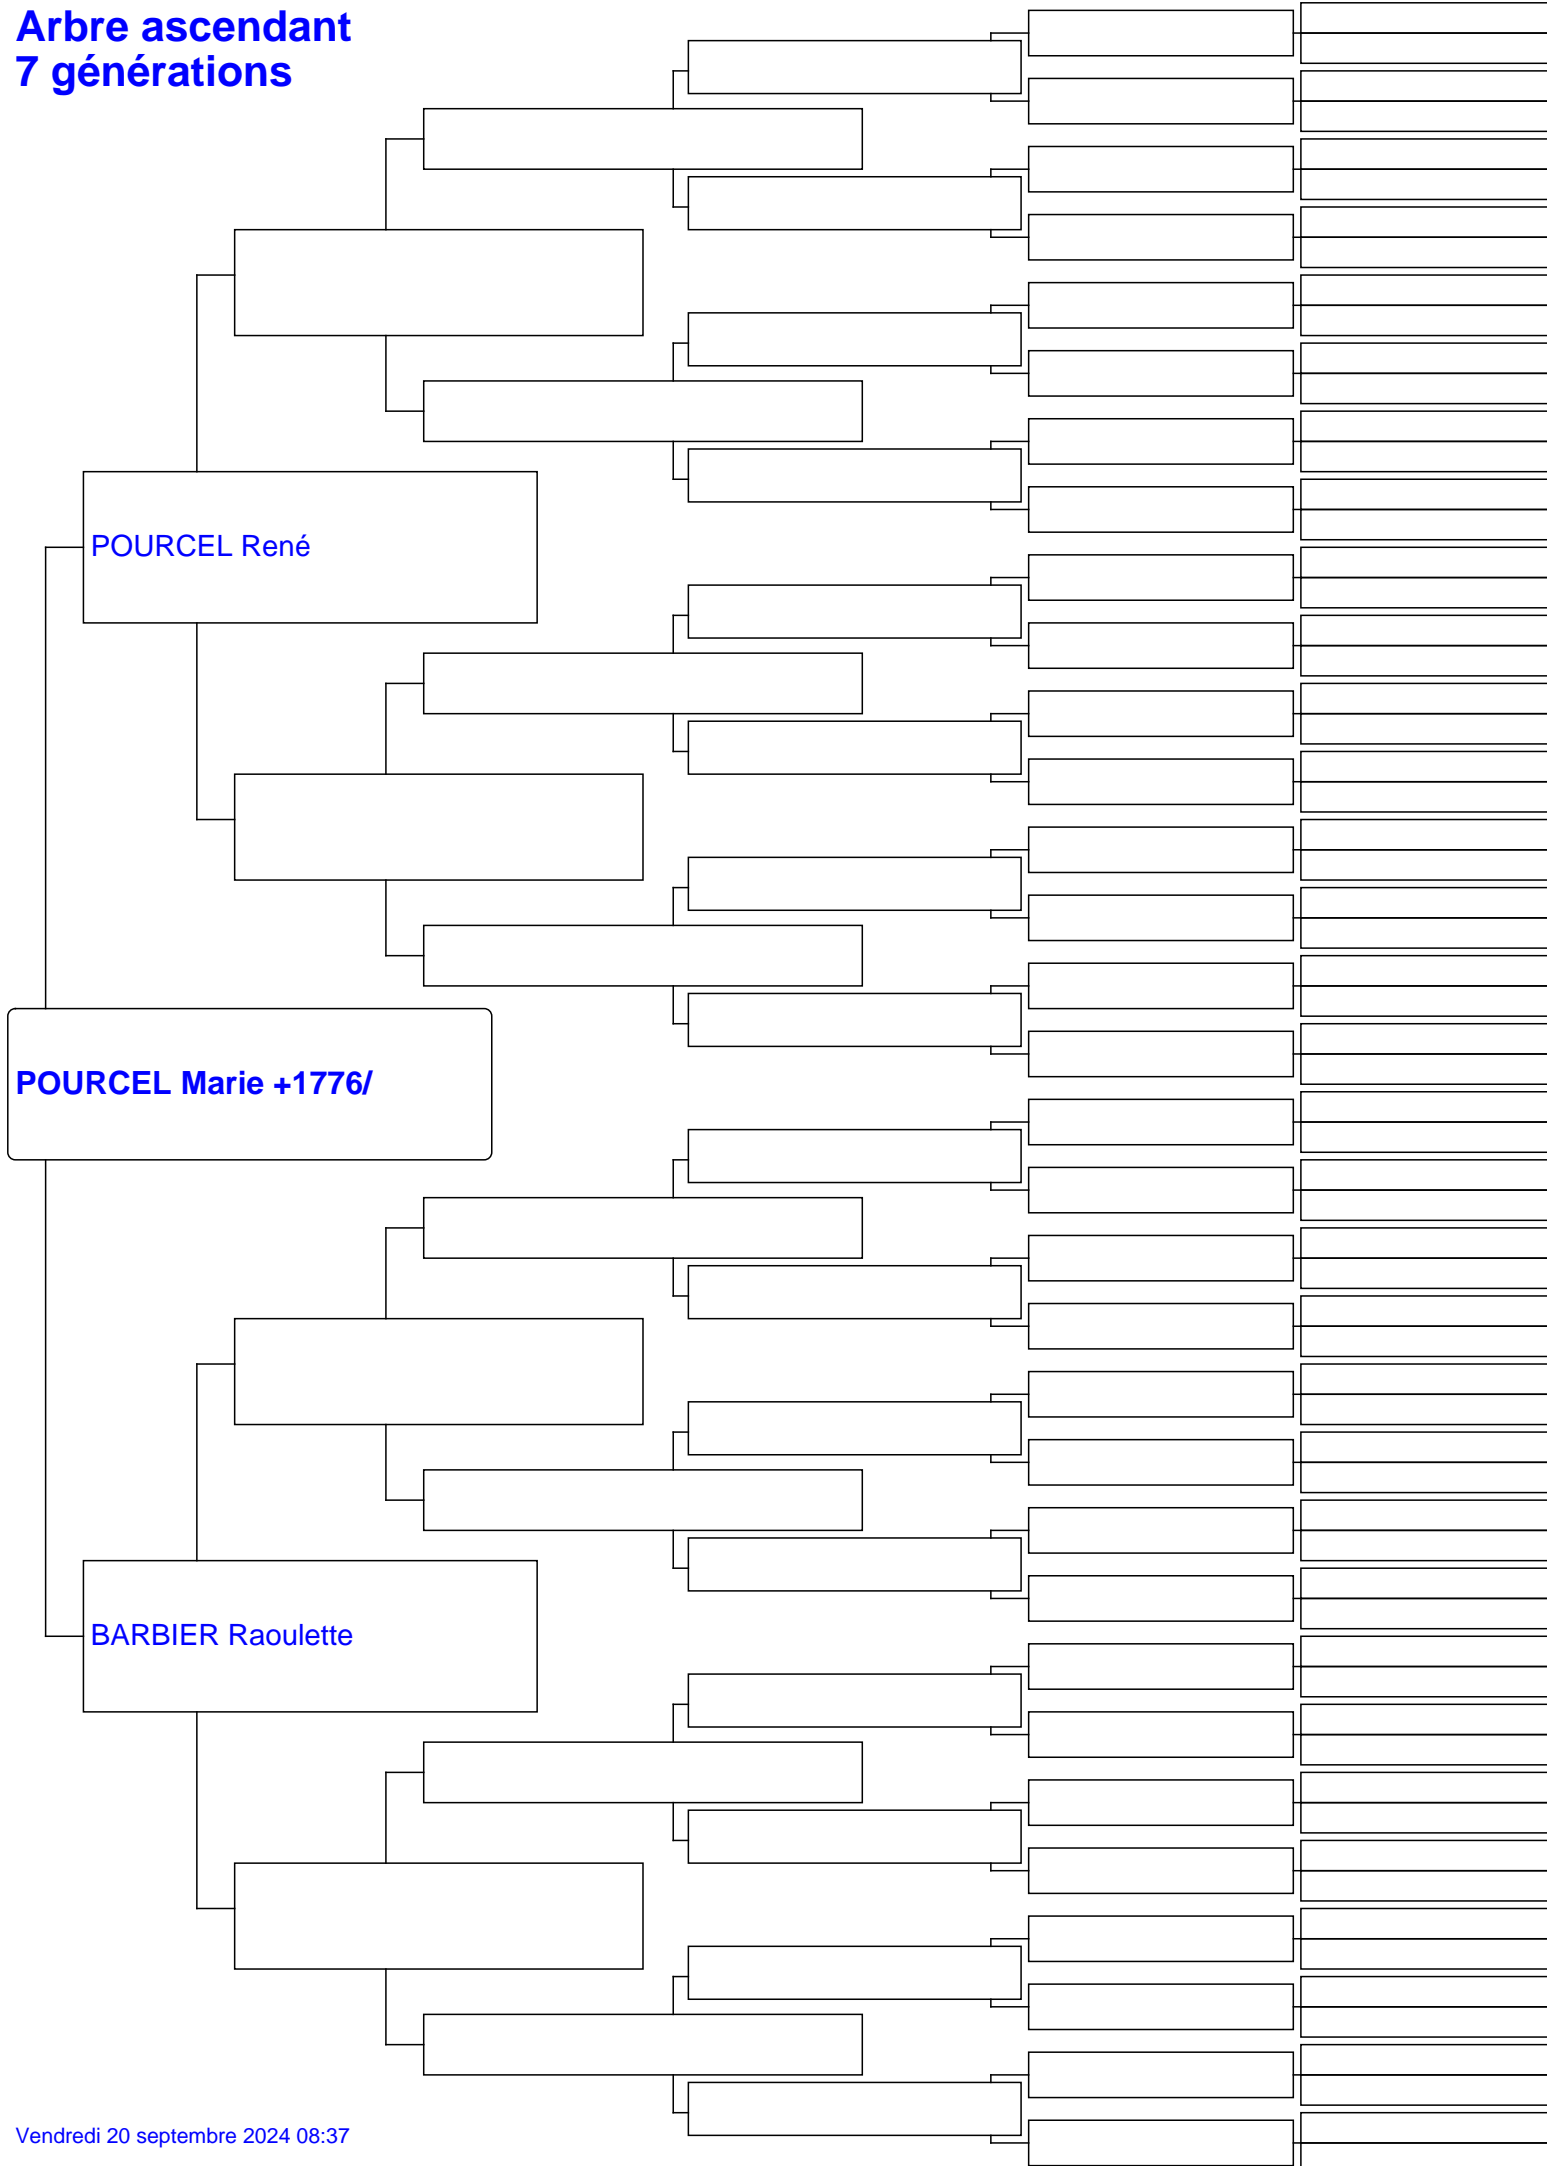 Arbre ascendant
7 générations
POURCEL René
POURCEL Marie +1776/
BARBIER Raoulette
Vendredi 20 septembre 2024 08:37